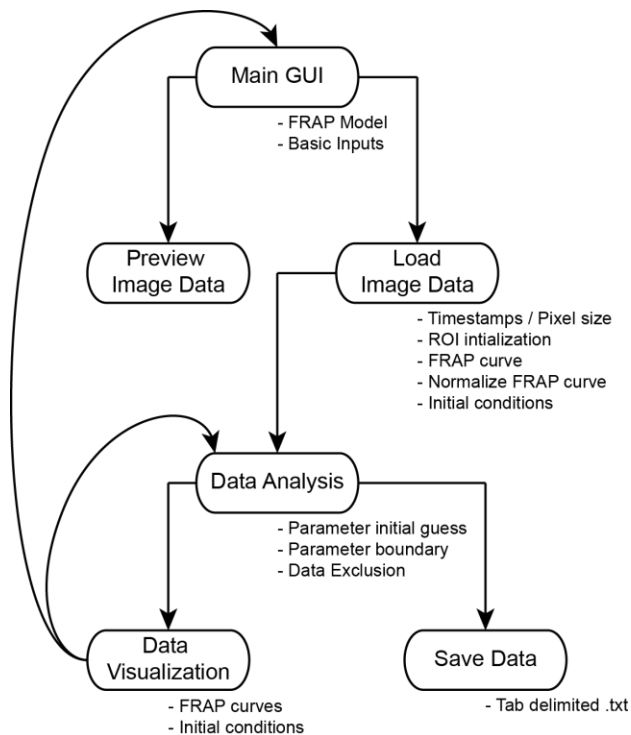 Main GUI
- FRAP Model
- Basic Inputs
Preview
Image Data
Load
Image Data
- Timestamps / Pixel size
- ROI intialization
- FRAP curve
- Normalize FRAP curve
- Initial conditions
Data Analysis
- Parameter initial guess
- Parameter boundary
- Data Exclusion
Data
Visualization
- FRAP curves
- Initial conditions
Save Data
- Tab delimited .txt